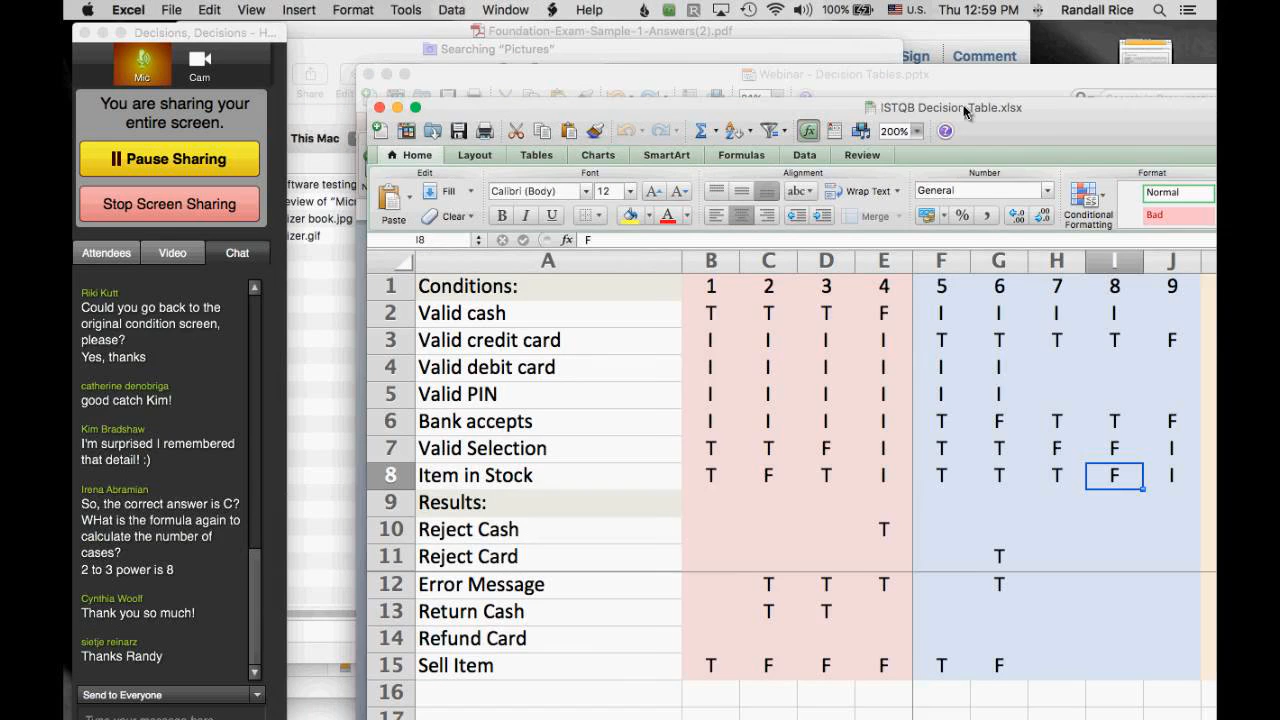 Excel File Edit View Insert Format Tools Data Window Help 100% U.S. Thu 12:59 PM Randall Rice
Decisions, Decisions - H...
Mic Cam
You are sharing your
entire screen.
Pause Sharing
Stop Screen Sharing
Attendees Video Chat
Riki Kutt
Could you go back to the
original condition screen,
please?
Yes, thanks
catherine denobriga
good catch Kim!
Kim Bradshaw
I'm surprised I remembered
that detail! :)
Irena Abramian
So, the correct answer is C?
WHat is the formula again to
calculate the number of
cases?
2 to 3 power is 8
Cynthia Woolf
Thank you so much!
sietje reinarz
Thanks Randy
Send to Everyone
Type your message here
Foundation-Exam-Sample-1-Answers(2).pdf
Searching "Pictures"
Sign Comment
Share
This Mac
Webinar - Decision Tables.pptx
ISTQB Decision Table.xlsx
200%
Home Layout Tables Charts SmartArt Formulas Data Review
Edit Font Alignment Number Format
Paste Fill Clear
Calibri (Body) 12
B I U
abc Wrap Text
Merge
General
%
Conditional
Formatting
Normal
Bad
I8 fx F
A B C D E F G H I J
1 Conditions: 1 2 3 4 5 6 7 8 9
2 Valid cash T T T F I I I I
3 Valid credit card I I I I T T T T F
4 Valid debit card I I I I I I
5 Valid PIN I I I I I I
6 Bank accepts I I I I T F T T F
7 Valid Selection T T F I T T F F I
8 Item in Stock T F T I T T T F I
9 Results:
10 Reject Cash T
11 Reject Card T
12 Error Message T T T T
13 Return Cash T T
14 Refund Card
15 Sell Item T F F F T F
16
17